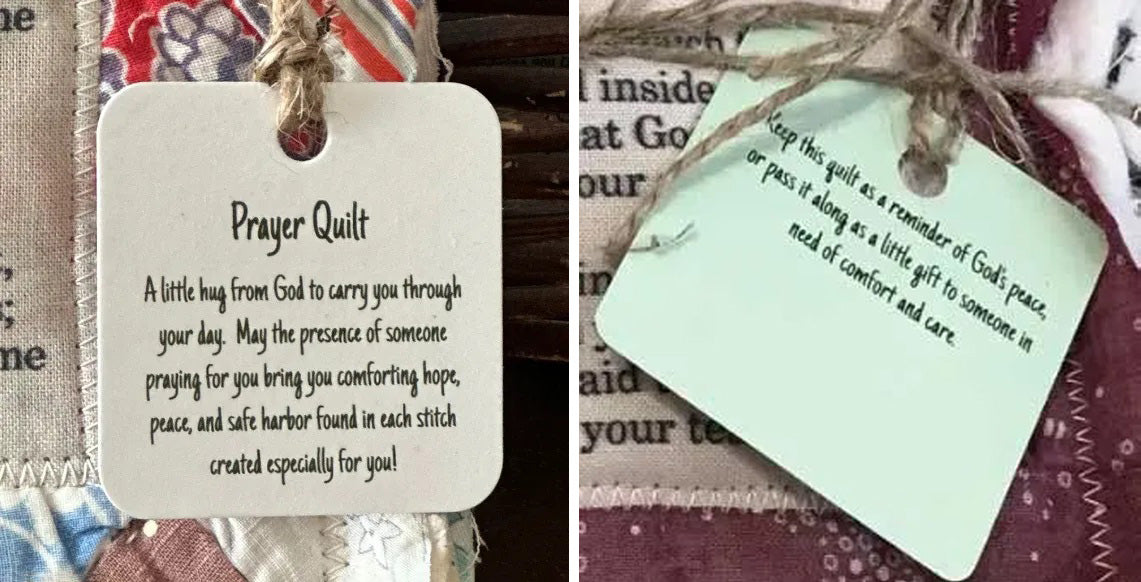 me
;
me
Prayer Quilt
A little hug from God to carry you through
your day. May the presence of someone
praying for you bring you comforting hope,
peace, and safe harbor found in each stitch
created especially for you!
inside
at Go
our
in
aid
your te
Keep this quilt as a reminder of God's peace,
or pass it along as a little gift to someone in
need of comfort and care.